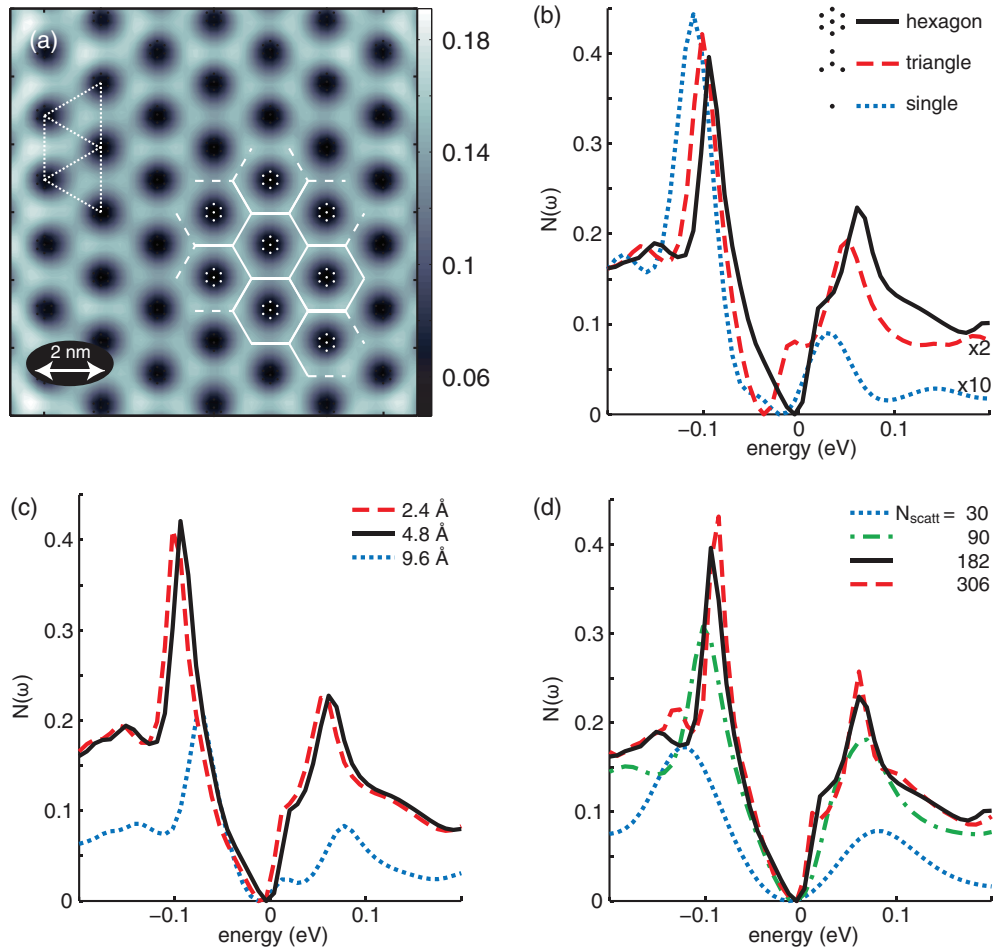 (a)
2 nm
0.18
0.14
0.1
0.06
(b)
N(ω)
0.4
0.3
0.2
0.1
0
hexagon
triangle
single
x2
x10
−0.1
0
0.1
energy (eV)
(c)
N(ω)
0.4
0.3
0.2
0.1
0
2.4 Å
4.8 Å
9.6 Å
−0.1
0
0.1
energy (eV)
(d)
N(ω)
0.4
0.3
0.2
0.1
0
Nscatt = 30
90
182
306
−0.1
0
0.1
energy (eV)